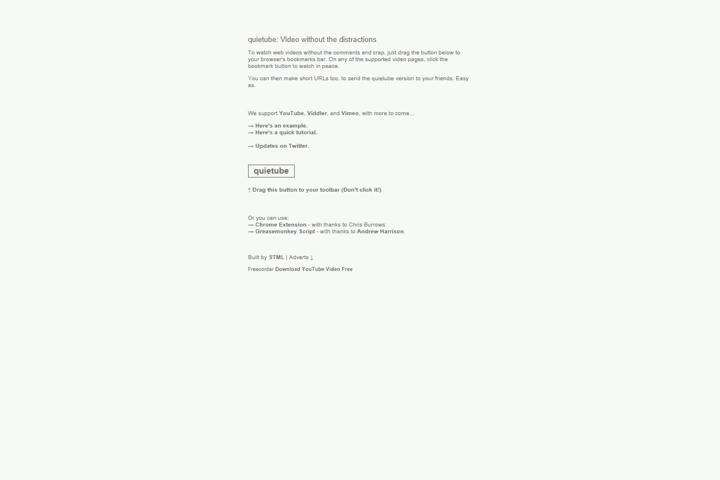 quietube: Video without the distractions
To watch web videos without the comments and crap, just drag the button below to
your browser's bookmarks bar. On any of the supported video pages, click the
bookmark button to watch in peace.
You can then make short URLs too, to send the quietube version to your friends. Easy
as.
We support YouTube, Viddler, and Vimeo, with more to come...
→ Here's an example.
→ Here's a quick tutorial.
→ Updates on Twitter.
quietube
↑ Drag this button to your toolbar (Don't click it!)
Or you can use:
→ Chrome Extension - with thanks to Chris Burrows
→ Greasemonkey Script - with thanks to Andrew Harrison
Built by STML | Adverts ↓
Freecorder Download YouTube Video Free